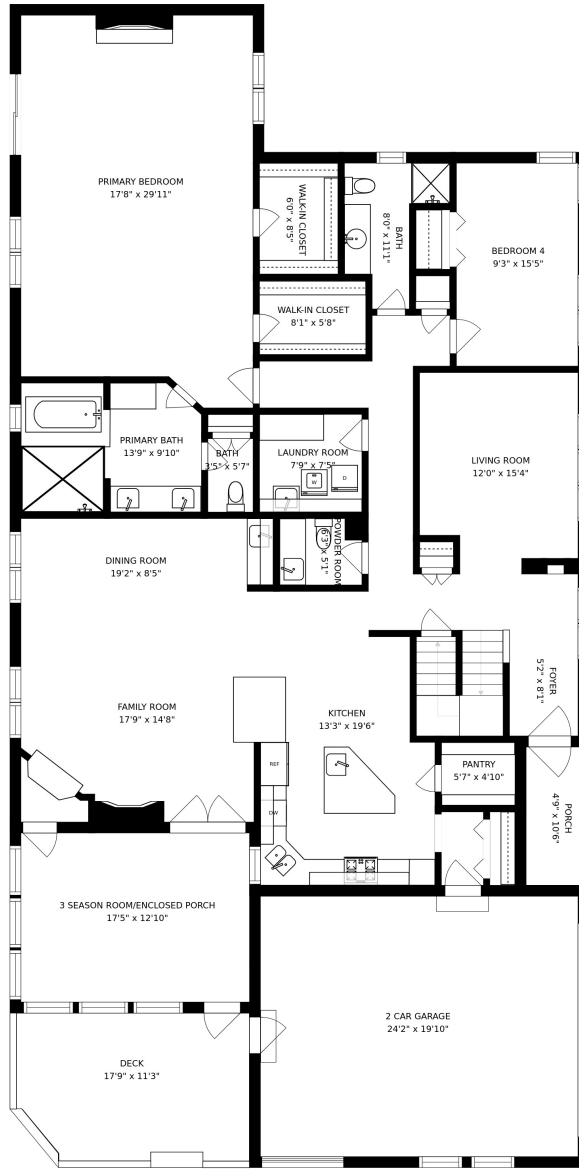 PRIMARY BEDROOM
17'8" x 29'11"
WALK-IN CLOSET
6'0" x 8'5"
BATH
8'0" x 11'1"
BEDROOM 4
9'3" x 15'5"
WALK-IN CLOSET
8'1" x 5'8"
PRIMARY BATH
13'9" x 9'10"
BATH
3'5" x 5'7"
LAUNDRY ROOM
7'9" x 7'5"
W
D
LIVING ROOM
12'0" x 15'4"
DINING ROOM
19'2" x 8'5"
POWDER ROOM
6'3" x 5'1"
FOYER
5'2" x 8'1"
FAMILY ROOM
17'9" x 14'8"
KITCHEN
13'3" x 19'6"
REF
DW
PANTRY
5'7" x 4'10"
PORCH
4'9" x 10'6"
3 SEASON ROOM/ENCLOSED PORCH
17'5" x 12'10"
2 CAR GARAGE
24'2" x 19'10"
DECK
17'9" x 11'3"